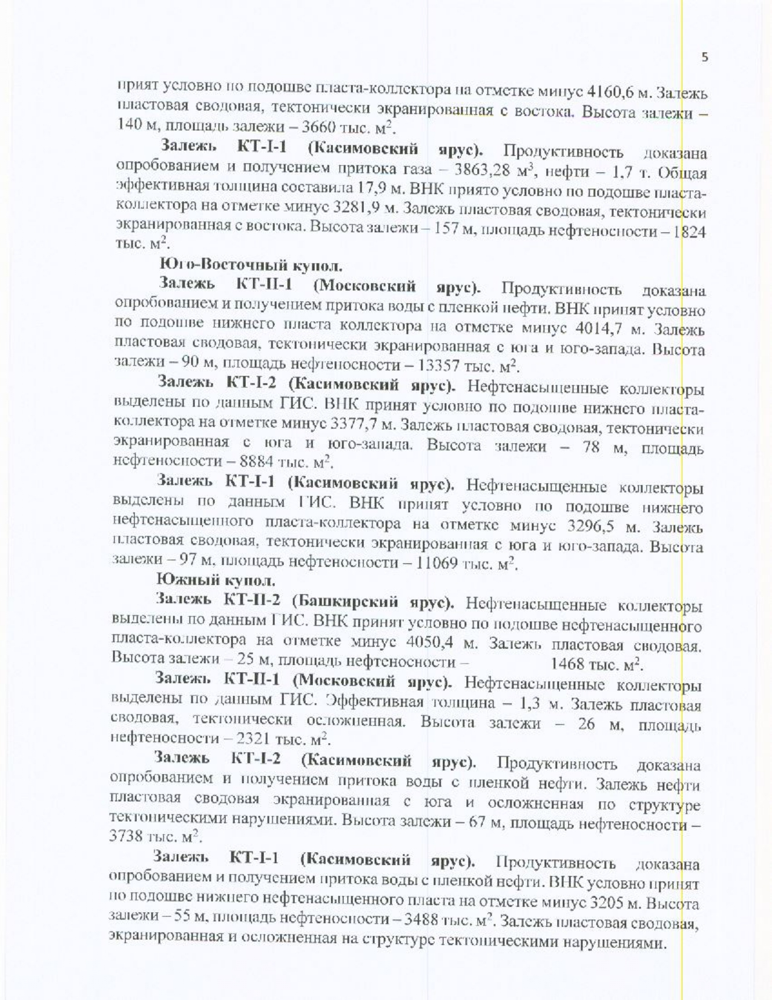 5
прият условно по подошве пласта-коллектора на отметке минус 4160,6 м. Залежь
пластовая сводовая, тектонически экранированная с востока. Высота залежи –
140 м, площадь залежи – 3660 тыс. м².
Залежь КТ-I-1 (Касимовский ярус). Продуктивность доказана
опробованием и получением притока газа – 3863,28 м³, нефти – 1,7 т. Общая
эффективная толщина составила 17,9 м. ВНК приято условно по подошве пласта-
коллектора на отметке минус 3281,9 м. Залежь пластовая сводовая, тектонически
экранированная с востока. Высота залежи – 157 м, площадь нефтеносности – 1824
тыс. м².
Юго-Восточный купол.
Залежь КТ-II-1 (Московский ярус). Продуктивность доказана
опробованием и получением притока воды с пленкой нефти. ВНК принят условно
по подошве нижнего пласта коллектора на отметке минус 4014,7 м. Залежь
пластовая сводовая, тектонически экранированная с юга и юго-запада. Высота
залежи – 90 м, площадь нефтеносности – 13357 тыс. м².
Залежь КТ-I-2 (Касимовский ярус). Нефтенасыщенные коллекторы
выделены по данным ГИС. ВНК принят условно по подошве нижнего пласта-
коллектора на отметке минус 3377,7 м. Залежь пластовая сводовая, тектонически
экранированная с юга и юго-запада. Высота залежи – 78 м, площадь
нефтеносности – 8884 тыс. м².
Залежь КТ-I-1 (Касимовский ярус). Нефтенасыщенные коллекторы
выделены по данным ГИС. ВНК принят условно по подошве нижнего
нефтенасыщенного пласта-коллектора на отметке минус 3296,5 м. Залежь
пластовая сводовая, тектонически экранированная с юга и юго-запада. Высота
залежи – 97 м, площадь нефтеносности – 11069 тыс. м².
Южный купол.
Залежь КТ-II-2 (Башкирский ярус). Нефтенасыщенные коллекторы
выделены по данным ГИС. ВНК принят условно по подошве нефтенасыщенного
пласта-коллектора на отметке минус 4050,4 м. Залежь пластовая сводовая.
Высота залежи – 25 м, площадь нефтеносности – 1468 тыс. м².
Залежь КТ-II-1 (Московский ярус). Нефтенасыщенные коллекторы
выделены по данным ГИС. Эффективная толщина – 1,3 м. Залежь пластовая
сводовая, тектонически осложненная. Высота залежи – 26 м, площадь
нефтеносности – 2321 тыс. м².
Залежь КТ-I-2 (Касимовский ярус). Продуктивность доказана
опробованием и получением притока воды с пленкой нефти. Залежь нефти
пластовая сводовая экранированная с юга и осложненная по структуре
тектоническими нарушениями. Высота залежи – 67 м, площадь нефтеносности –
3738 тыс. м².
Залежь КТ-I-1 (Касимовский ярус). Продуктивность доказана
опробованием и получением притока воды с пленкой нефти. ВНК условно принят
по подошве нижнего нефтенасыщенного пласта на отметке минус 3205 м. Высота
залежи – 55 м, площадь нефтеносности – 3488 тыс. м². Залежь пластовая сводовая,
экранированная и осложненная на структуре тектоническими нарушениями.